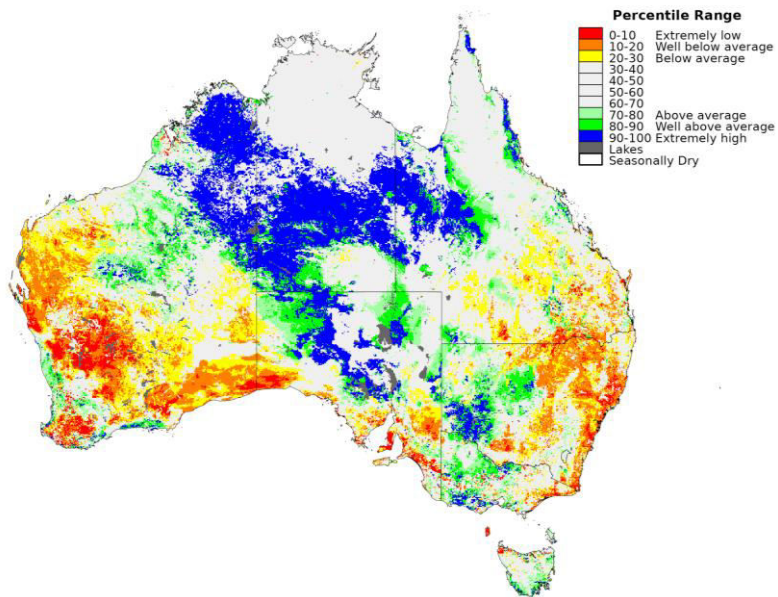 Percentile Range
0-10 Extremely low
10-20 Well below average
20-30 Below average
30-40
40-50
50-60
60-70
70-80 Above average
80-90 Well above average
90-100 Extremely high
Lakes
Seasonally Dry